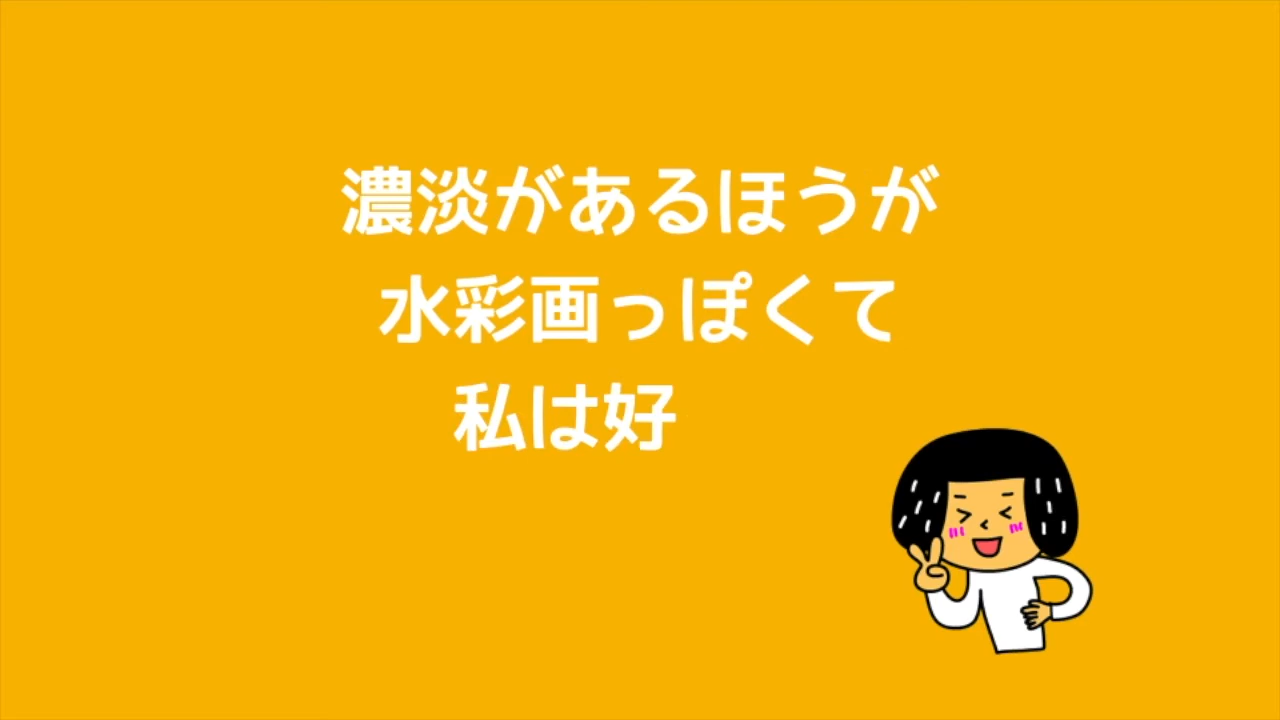 濃淡があるほうが
水彩画っぽくて
私は好